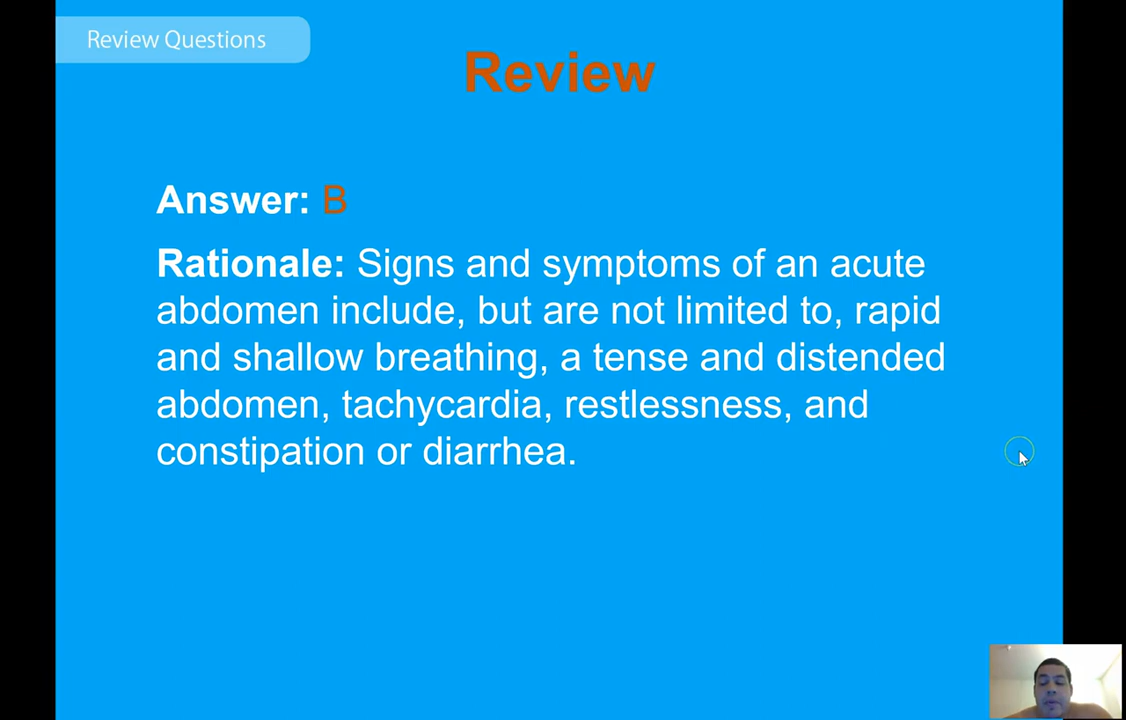 Review Questions
Review
Answer: B
Rationale: Signs and symptoms of an acute
abdomen include, but are not limited to, rapid
and shallow breathing, a tense and distended
abdomen, tachycardia, restlessness, and
constipation or diarrhea.